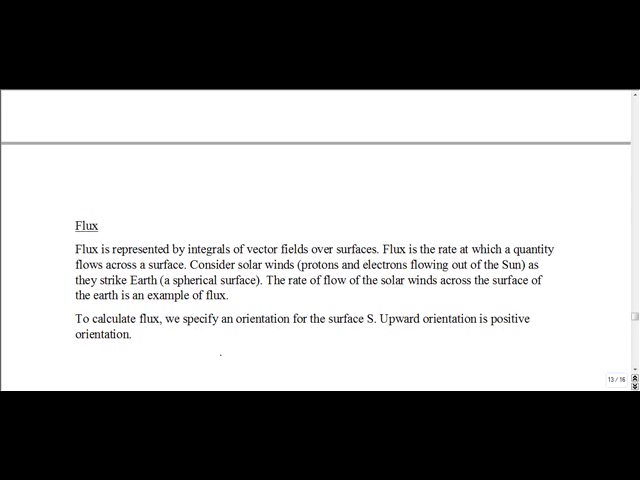 Flux
Flux is represented by integrals of vector fields over surfaces. Flux is the rate at which a quantity
flows across a surface. Consider solar winds (protons and electrons flowing out of the Sun) as
they strike Earth (a spherical surface). The rate of flow of the solar winds across the surface of
the earth is an example of flux.
To calculate flux, we specify an orientation for the surface S. Upward orientation is positive
orientation.
13 / 16